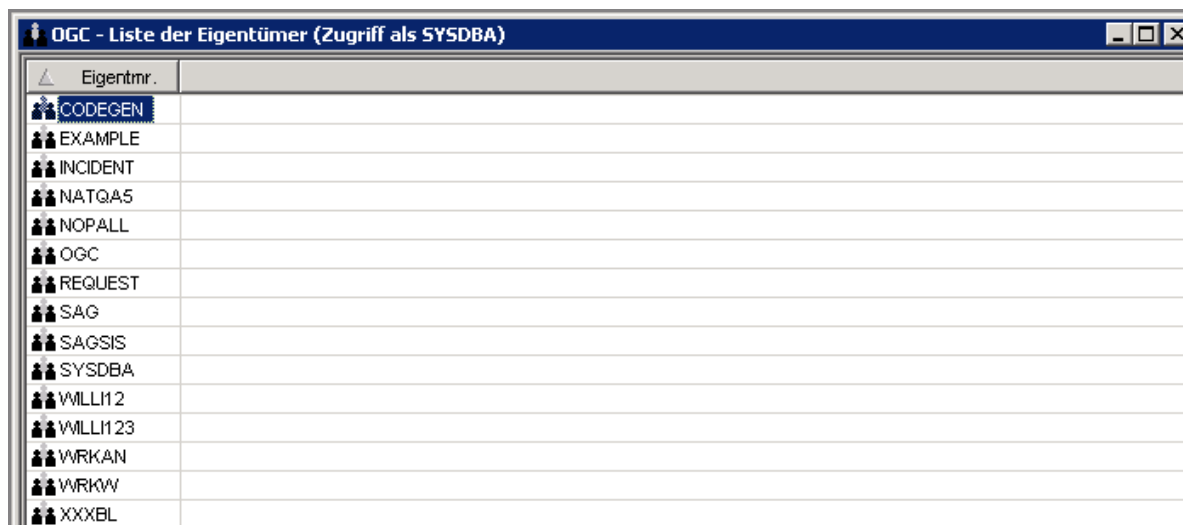 OGC - Liste der Eigentümer (Zugriff als SYSDBA)
Eigentmr.
CODEGEN
EXAMPLE
INCIDENT
NATQA5
NOPALL
OGC
REQUEST
SAG
SAGSIS
SYSDBA
WILLI12
WILLI123
WRKAN
WRKW
XXXBL